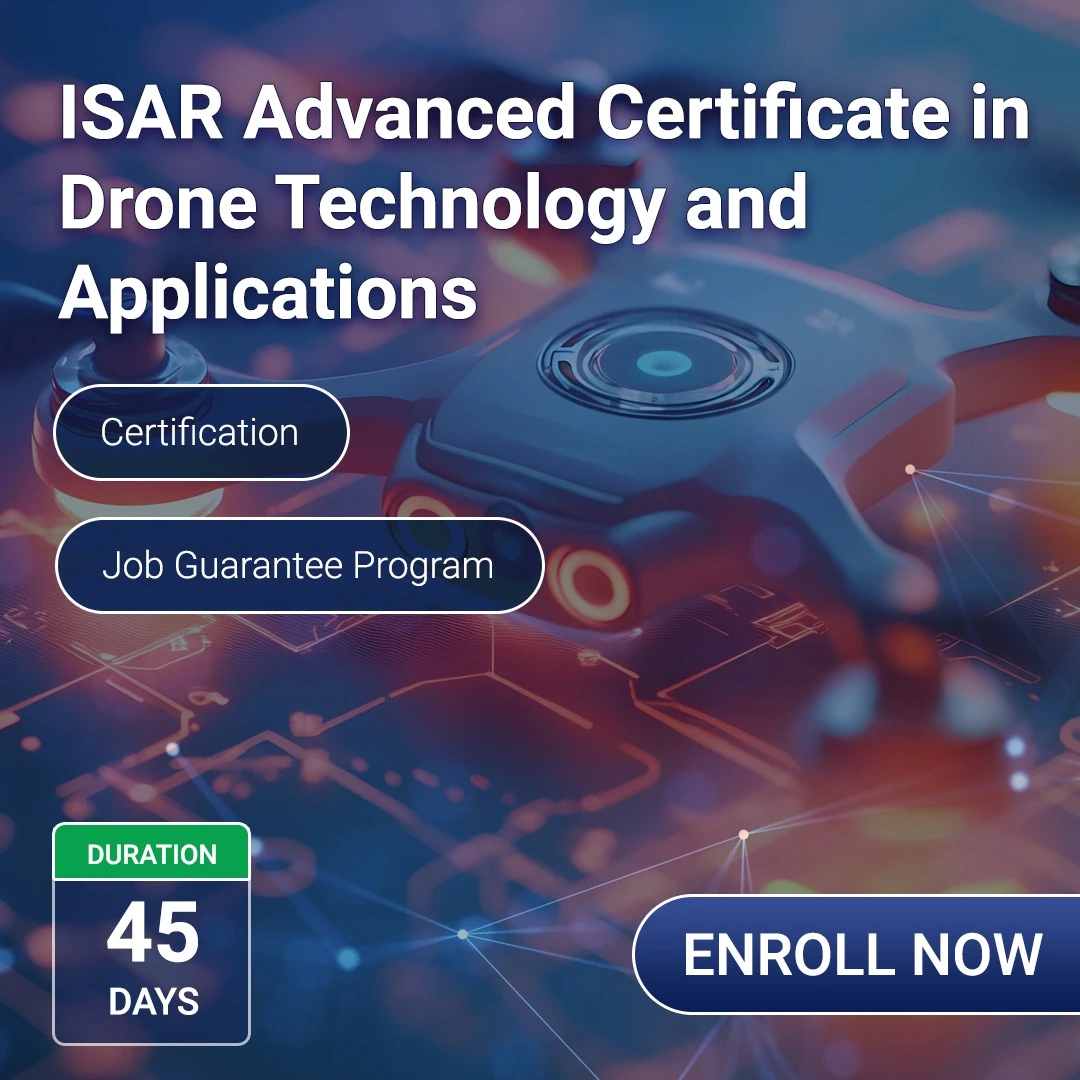 ISAR Advanced Certificate in
Drone Technology and
Applications
Certification
Job Guarantee Program
DURATION
45
DAYS
ENROLL NOW